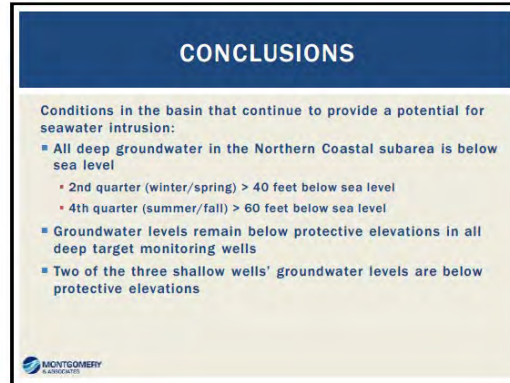 CONCLUSIONS
Conditions in the basin that continue to provide a potential for
seawater intrusion:
▪ All deep groundwater in the Northern Coastal subarea is below
sea level
▪ 2nd quarter (winter/spring) > 40 feet below sea level
▪ 4th quarter (summer/fall) > 60 feet below sea level
▪ Groundwater levels remain below protective elevations in all
deep target monitoring wells
▪ Two of the three shallow wells' groundwater levels are below
protective elevations
MONTGOMERY
& ASSOCIATES